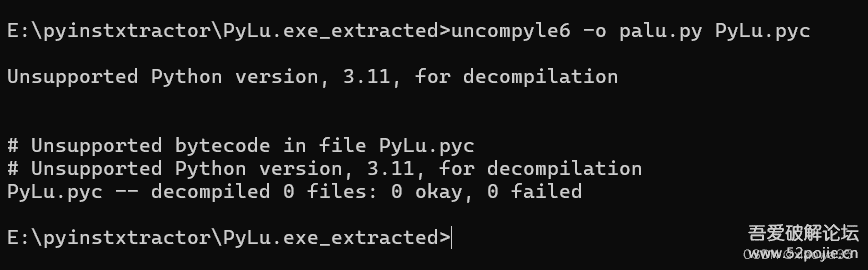 E:\pyinstxtractor\PyLu.exe_extracted>uncompyle6 -o palu.py PyLu.pyc
Unsupported Python version, 3.11, for decompilation
# Unsupported bytecode in file PyLu.pyc
# Unsupported Python version, 3.11, for decompilation
PyLu.pyc -- decompiled 0 files: 0 okay, 0 failed
E:\pyinstxtractor\PyLu.exe_extracted>
吾爱破解论坛
www.52pojie.cn